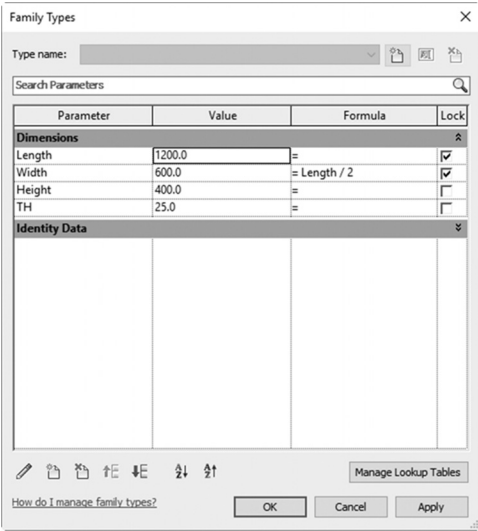 Family Types
Type name:
Search Parameters
Parameter Value Formula Lock
Dimensions
Length 1200.0 =
Width 600.0 = Length / 2
Height 400.0 =
TH 25.0 =
Identity Data
Manage Lookup Tables
How do I manage family types?
OK Cancel Apply